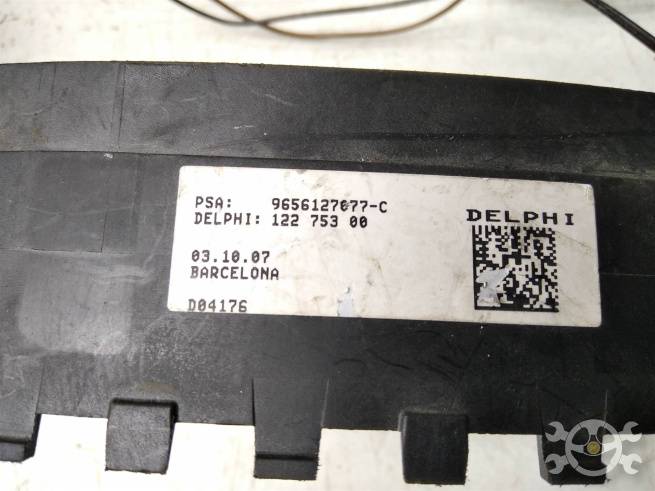 PSA: 9656127077-C
DELPHI: 122 753 00
DELPHI
03.10.07
BARCELONA
D04176